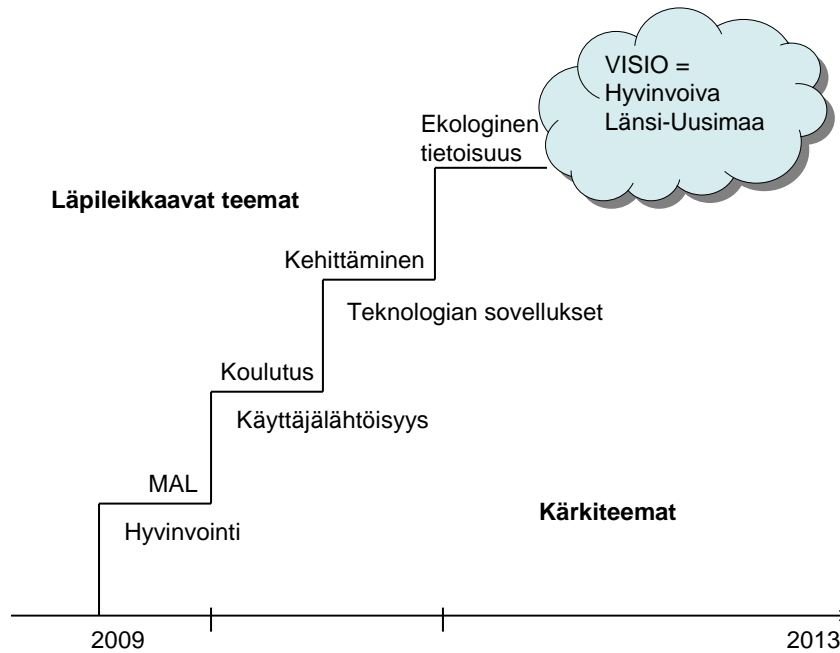 VISIO =
Hyvinvoiva
Länsi-Uusimaa
Ekologinen
tietoisuus
Läpileikkaavat teemat
Kehittäminen
Teknologian sovellukset
Koulutus
Käyttäjälähtöisyys
MAL
Kärkiteemat
Hyvinvointi
2009
2013